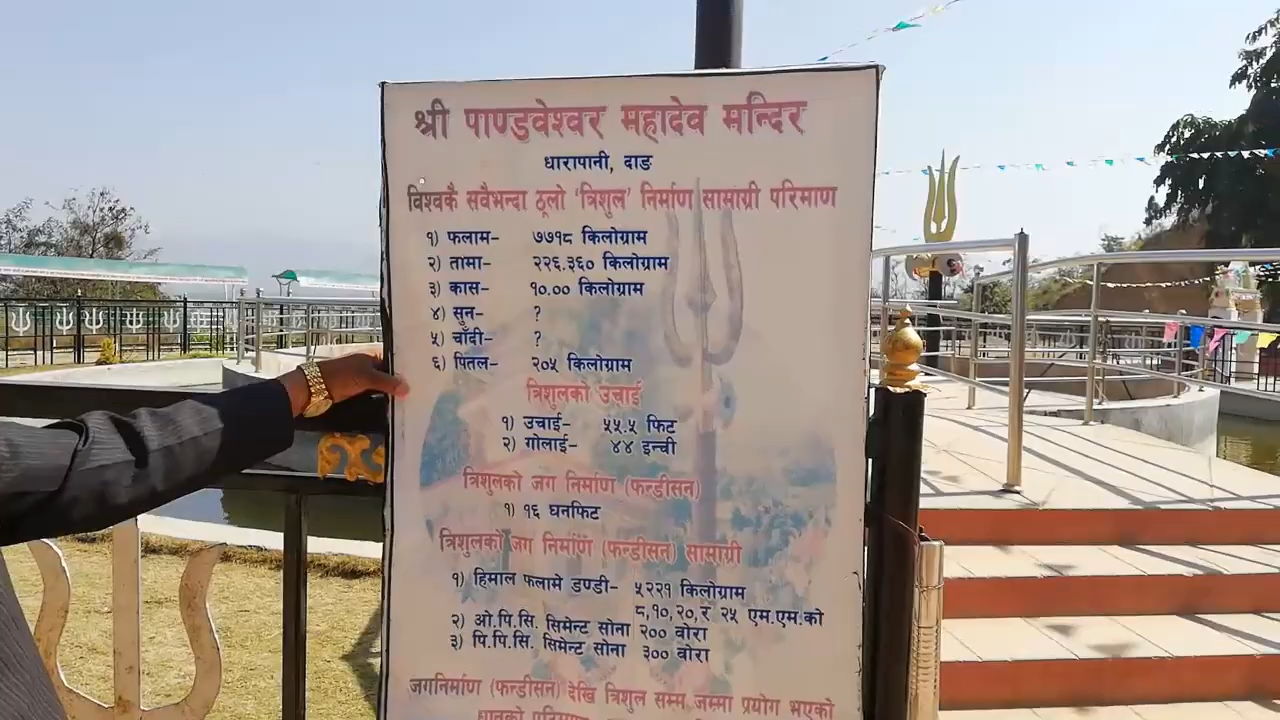 श्री पाण्डवेश्वर महादेव मन्दिर
धारापानी, दाङ
विश्वकै सवैभन्दा ठूलो 'त्रिशुल' निर्माण सामाग्री परिमाण
१) फलाम- ७७१८ किलोग्राम
२) तामा- २२६.३६० किलोग्राम
३) कास- १०.०० किलोग्राम
४) सुन- ?
५) चाँदी- ?
६) पितल- २०५ किलोग्राम
त्रिशुलको उचाई
१) उचाई- ५५.५ फिट
२) गोलाई- ४४ इन्ची
त्रिशुलको जग निर्माण (फन्डीसन)
१) १६ घनफिट
त्रिशुलको जग निर्माण (फन्डीसन) सामाग्री
१) हिमाल फलामे डण्डी- ५२२१ किलोग्राम
८,१०,२०,र २५ एम.एम.को
२) ओ.पि.सि. सिमेन्ट सोना २०० वोरा
३) पि.पि.सि. सिमेन्ट सोना ३०० वोरा
जगनिर्माण (फन्डीसन) देखि त्रिशुल सम्म जम्मा प्रयोग भएको